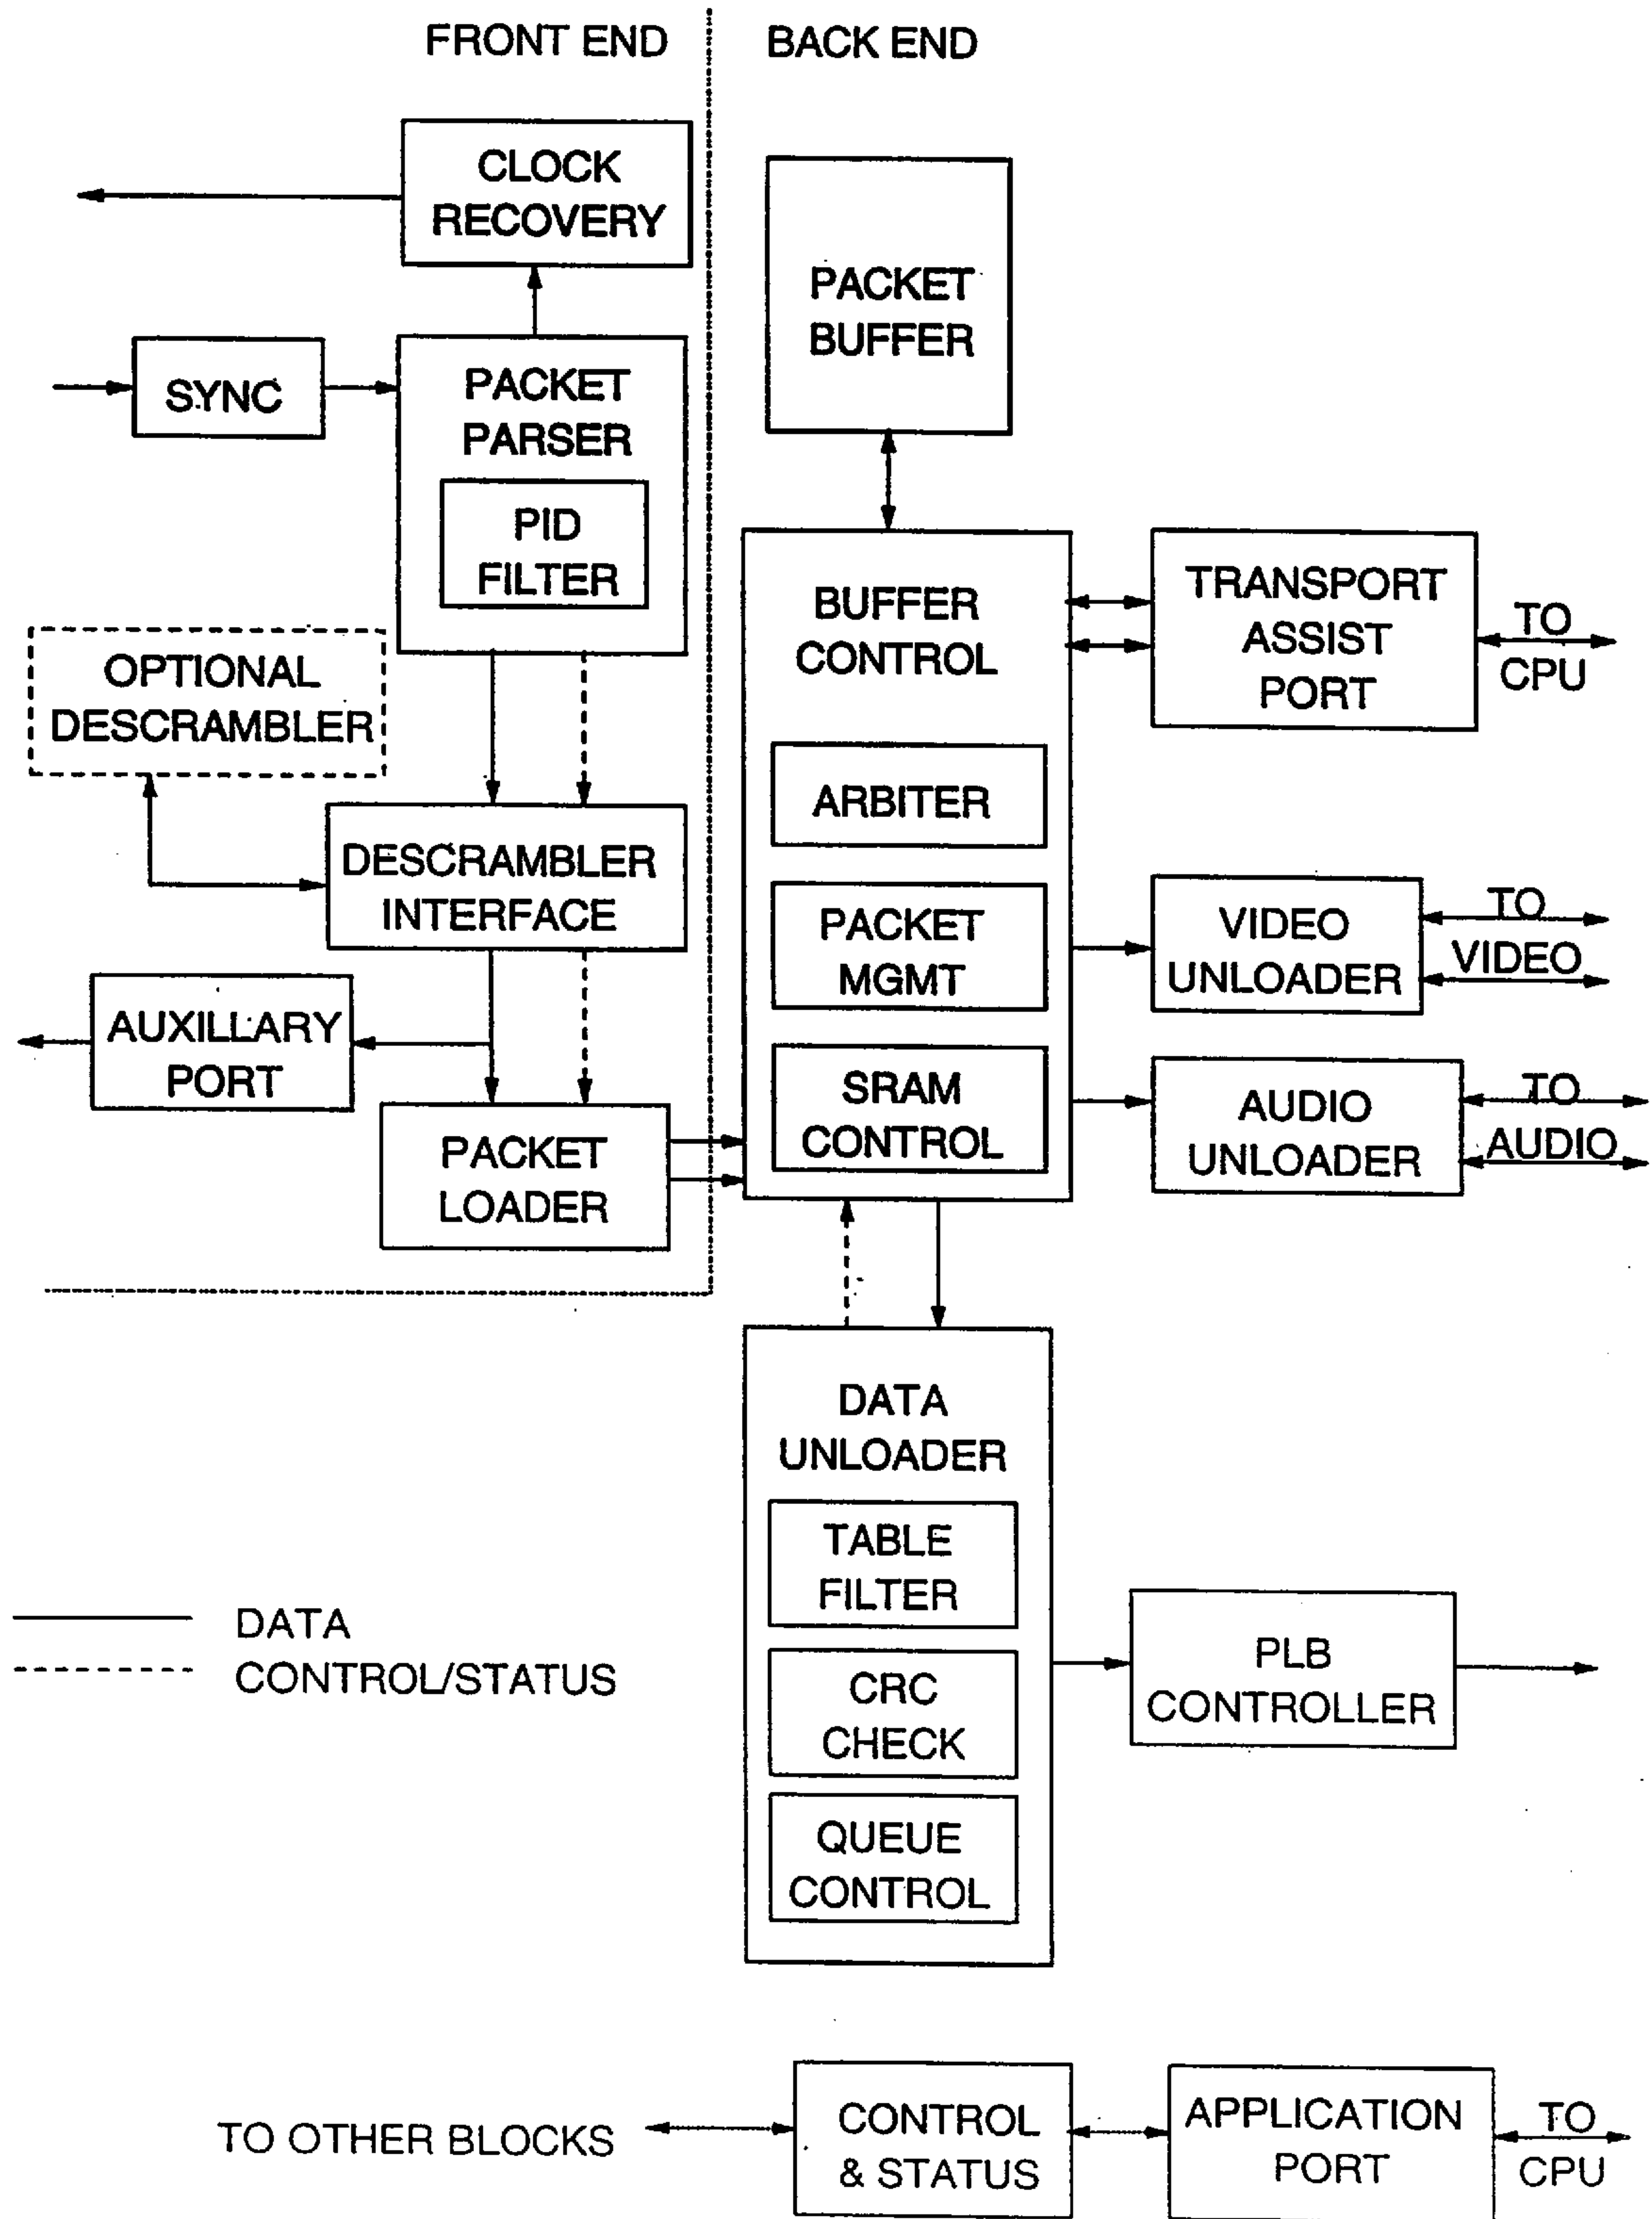 FRONT END
BACK END
CLOCK
RECOVERY
PACKET
BUFFER
SYNC
PACKET
PARSER
PID
FILTER
OPTIONAL
DESCRAMBLER
DESCRAMBLER
INTERFACE
AUXILLARY
PORT
PACKET
LOADER
BUFFER
CONTROL
ARBITER
PACKET
MGMT
SRAM
CONTROL
TRANSPORT
ASSIST
PORT
TO
CPU
VIDEO
UNLOADER
TO
VIDEO
AUDIO
UNLOADER
TO
AUDIO
DATA
UNLOADER
TABLE
FILTER
CRC
CHECK
QUEUE
CONTROL
PLB
CONTROLLER
DATA
CONTROL/STATUS
TO OTHER BLOCKS
CONTROL
& STATUS
APPLICATION
PORT
TO
CPU